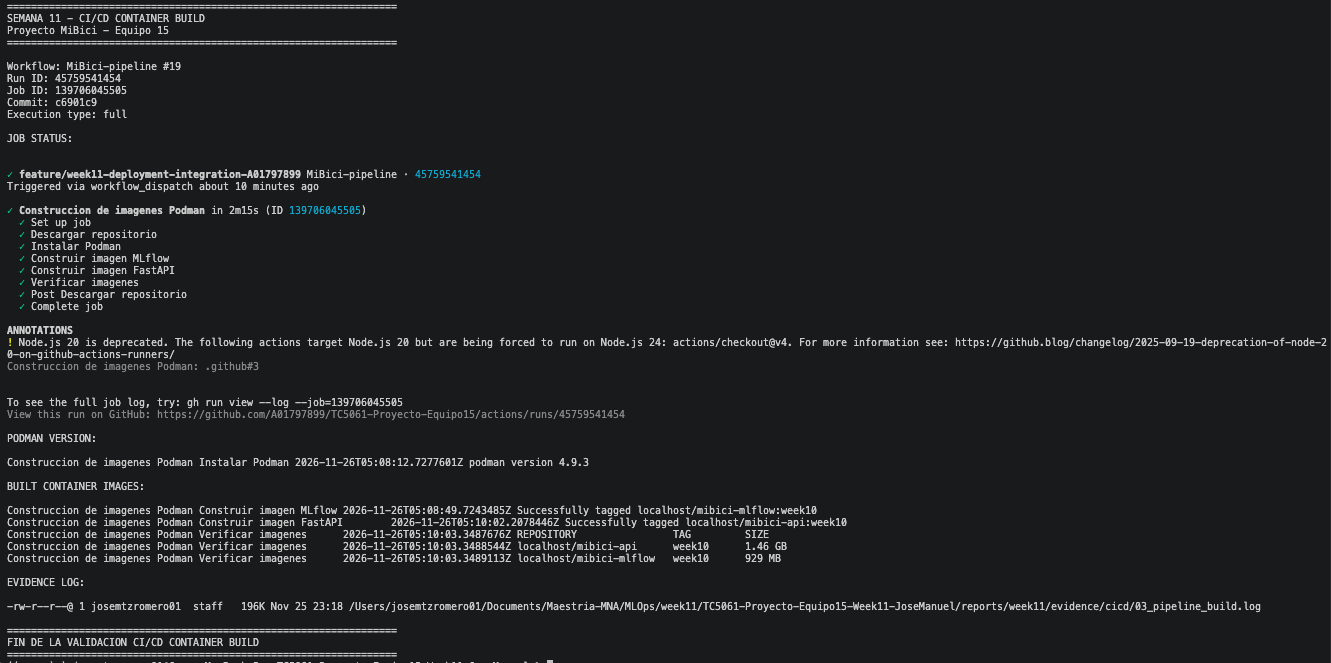 =================================================================
SEMANA 11 - CI/CD CONTAINER BUILD
Proyecto MiBici - Equipo 15
=================================================================
Workflow: MiBici-pipeline #19
Run ID: 45759541454
Job ID: 139706045505
Commit: c6901c9
Execution type: full
JOB STATUS:
✓ feature/week11-deployment-integration-A01797899 MiBici-pipeline · 45759541454
Triggered via workflow_dispatch about 10 minutes ago
✓ Construccion de imagenes Podman in 2m15s (ID 139706045505)
✓ Set up job
✓ Descargar repositorio
✓ Instalar Podman
✓ Construir imagen MLflow
✓ Construir imagen FastAPI
✓ Verificar imagenes
✓ Post Descargar repositorio
✓ Complete job
ANNOTATIONS
! Node.js 20 is deprecated. The following actions target Node.js 20 but are being forced to run on Node.js 24: actions/checkout@v4. For more information see: https://github.blog/changelog/2025-09-19-deprecation-of-node-2
0-on-github-actions-runners/
Construccion de imagenes Podman: .github#3
To see the full job log, try: gh run view --log --job=139706045505
View this run on GitHub: https://github.com/A01797899/TC5061-Proyecto-Equipo15/actions/runs/45759541454
PODMAN VERSION:
Construccion de imagenes Podman Instalar Podman 2026-11-26T05:08:12.7277601Z podman version 4.9.3
BUILT CONTAINER IMAGES:
Construccion de imagenes Podman Construir imagen MLflow 2026-11-26T05:08:49.7243485Z Successfully tagged localhost/mibici-mlflow:week10
Construccion de imagenes Podman Construir imagen FastAPI 2026-11-26T05:10:02.2078446Z Successfully tagged localhost/mibici-api:week10
Construccion de imagenes Podman Verificar imagenes 2026-11-26T05:10:03.3487676Z REPOSITORY TAG SIZE
Construccion de imagenes Podman Verificar imagenes 2026-11-26T05:10:03.3488544Z localhost/mibici-api week10 1.46 GB
Construccion de imagenes Podman Verificar imagenes 2026-11-26T05:10:03.3489113Z localhost/mibici-mlflow week10 929 MB
EVIDENCE LOG:
-rw-r--r--@ 1 josemtzromero01 staff 196K Nov 25 23:18 /Users/josemtzromero01/Documents/Maestria-MNA/MLOps/week11/TC5061-Proyecto-Equipo15-Week11-JoseManuel/reports/week11/evidence/cicd/03_pipeline_build.log
=================================================================
FIN DE LA VALIDACION CI/CD CONTAINER BUILD
=================================================================